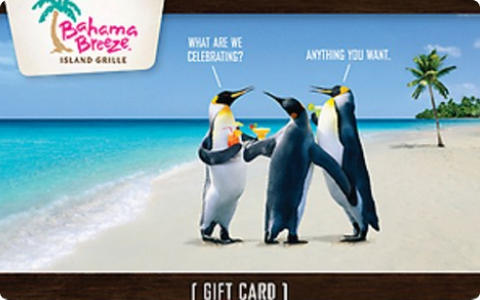 Bahama
Breeze
ISLAND GRILLE
WHAT ARE WE
CELEBRATING?
ANYTHING YOU WANT.
[ GIFT CARD ]